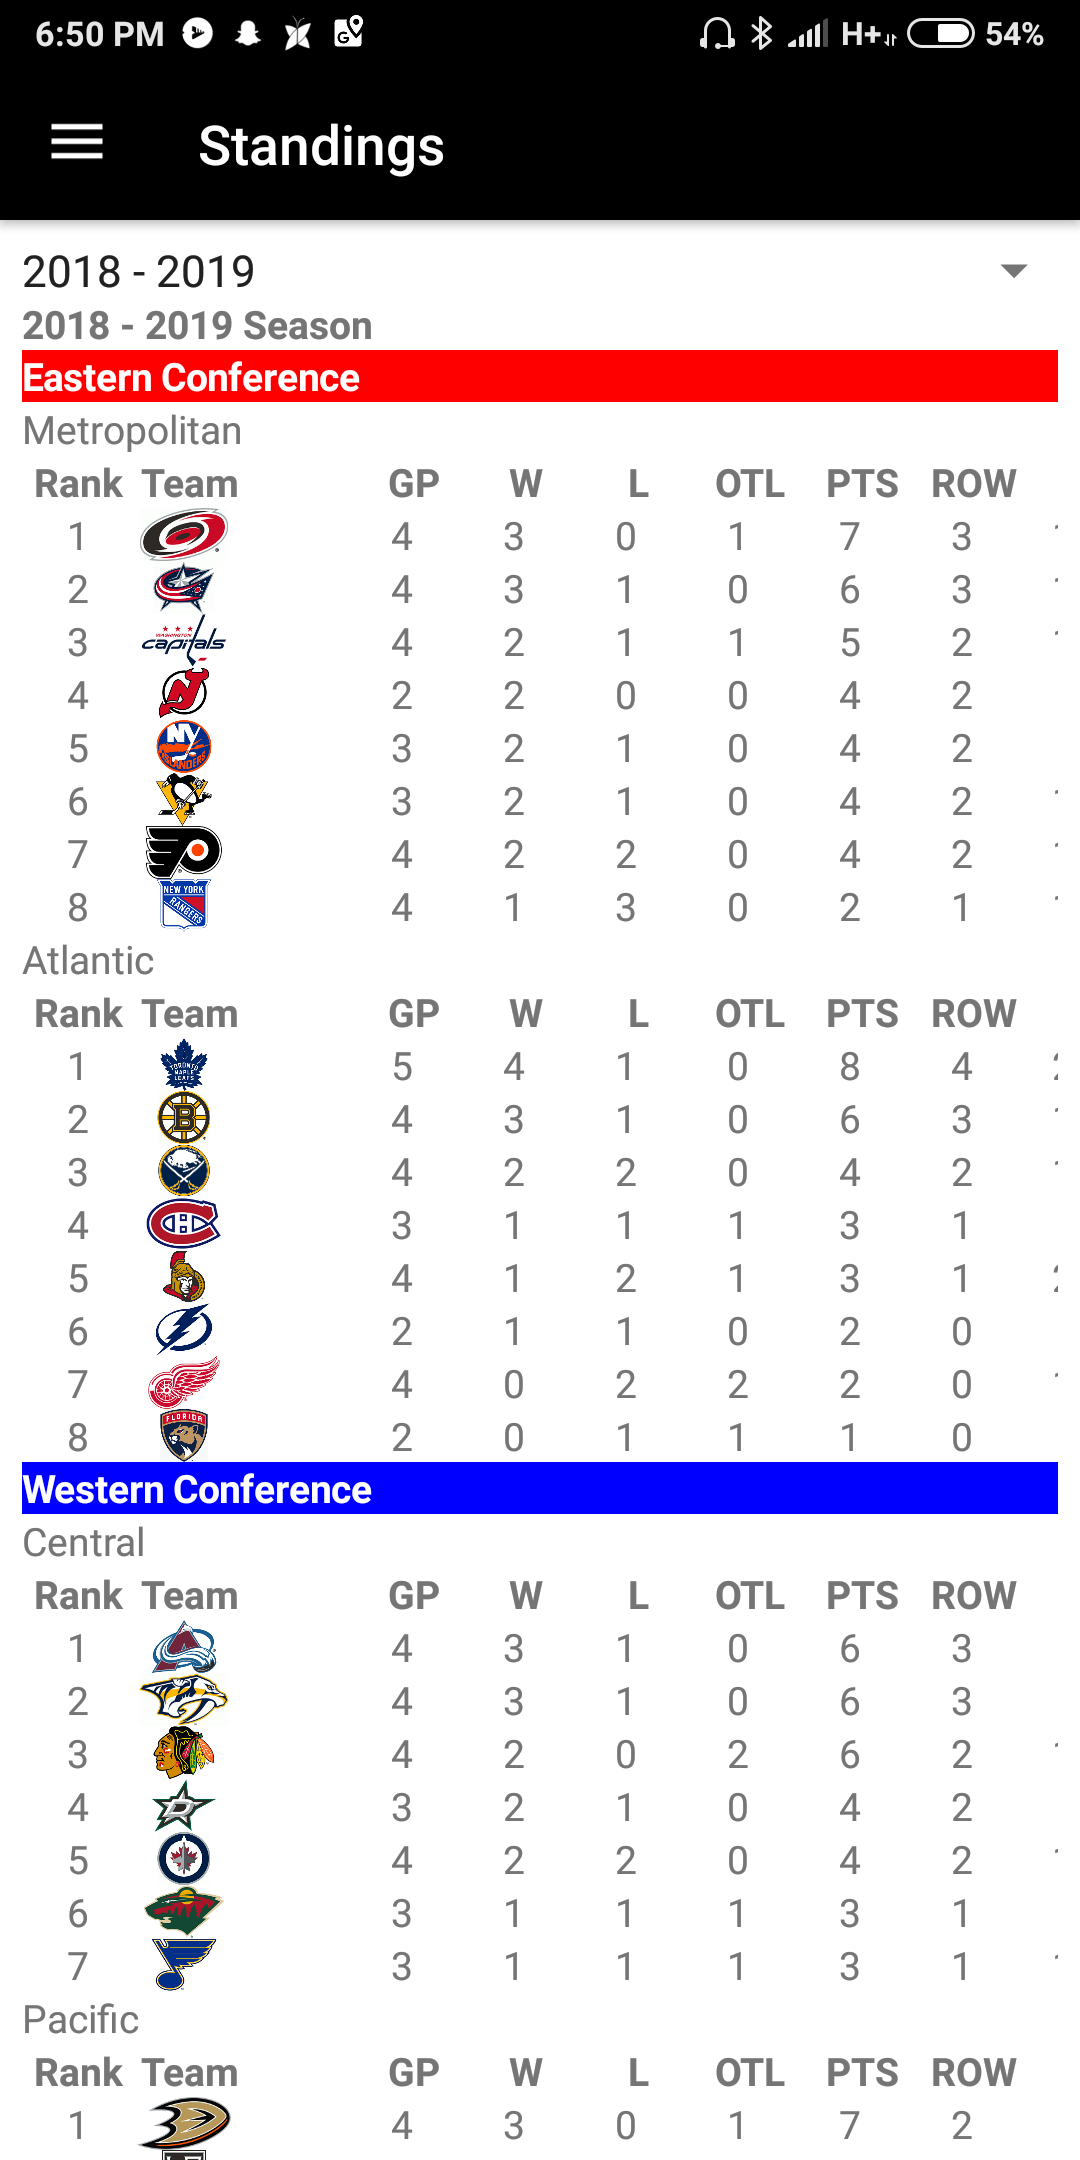 6:50 PM H+ 54%
Standings
2018 - 2019
2018 - 2019 Season
Eastern Conference
Metropolitan
Rank Team GP W L OTL PTS ROW
1 4 3 0 1 7 3
2 4 3 1 0 6 3
3 WASHINGTON capitals 4 2 1 1 5 2
4 NJ 2 2 0 0 4 2
5 NY ISLANDERS 3 2 1 0 4 2
6 3 2 1 0 4 2
7 4 2 2 0 4 2
8 NEW YORK RANGERS 4 1 3 0 2 1
Atlantic
Rank Team GP W L OTL PTS ROW
1 TORONTO MAPLE LEAFS 5 4 1 0 8 4
2 B 4 3 1 0 6 3
3 4 2 2 0 4 2
4 CH 3 1 1 1 3 1
5 4 1 2 1 3 1
6 2 1 1 0 2 0
7 4 0 2 2 2 0
8 FLORIDA 2 0 1 1 1 0
Western Conference
Central
Rank Team GP W L OTL PTS ROW
1 4 3 1 0 6 3
2 4 3 1 0 6 3
3 4 2 0 2 6 2
4 D 3 2 1 0 4 2
5 4 2 2 0 4 2
6 3 1 1 1 3 1
7 3 1 1 1 3 1
Pacific
Rank Team GP W L OTL PTS ROW
1 4 3 0 1 7 2